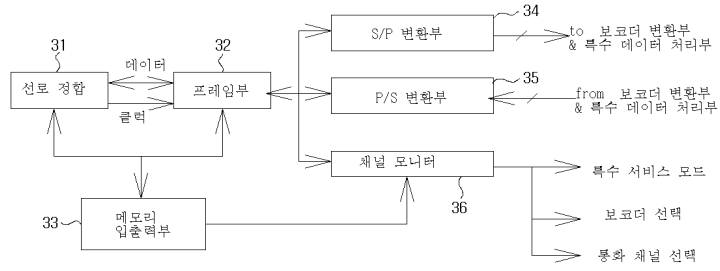 34
S/P 변환부
to 보코더 변환부
& 특수 데이터 처리부
31
데이터
32
선로 정합
클럭
프레임부
35
P/S 변환부
from 보코더 변환부
& 특수 데이터 처리부
채널 모니터
36
특수 서비스 모드
33
메모리
입출력부
보코더 선택
통화 채널 선택